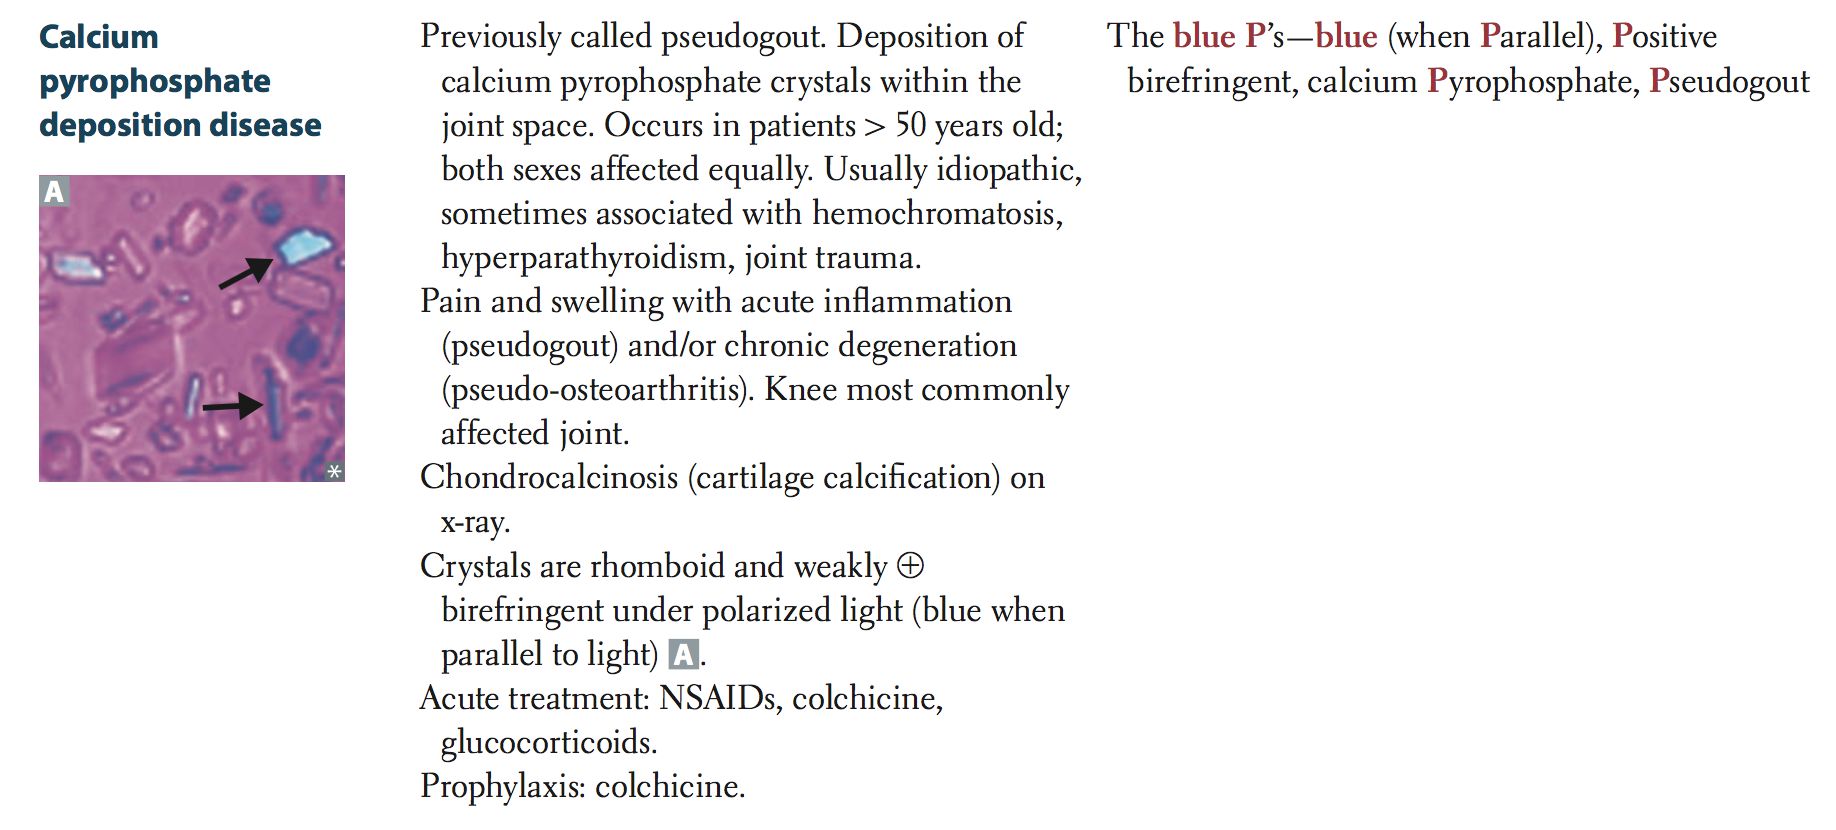 Calcium
pyrophosphate
deposition disease
A
*
Previously called pseudogout. Deposition of
calcium pyrophosphate crystals within the
joint space. Occurs in patients > 50 years old;
both sexes affected equally. Usually idiopathic,
sometimes associated with hemochromatosis,
hyperparathyroidism, joint trauma.
Pain and swelling with acute inflammation
(pseudogout) and/or chronic degeneration
(pseudo-osteoarthritis). Knee most commonly
affected joint.
Chondrocalcinosis (cartilage calcification) on
x-ray.
Crystals are rhomboid and weakly ⊕
birefringent under polarized light (blue when
parallel to light) A.
Acute treatment: NSAIDs, colchicine,
glucocorticoids.
Prophylaxis: colchicine.
The blue P’s—blue (when Parallel), Positive
birefringent, calcium Pyrophosphate, Pseudogout